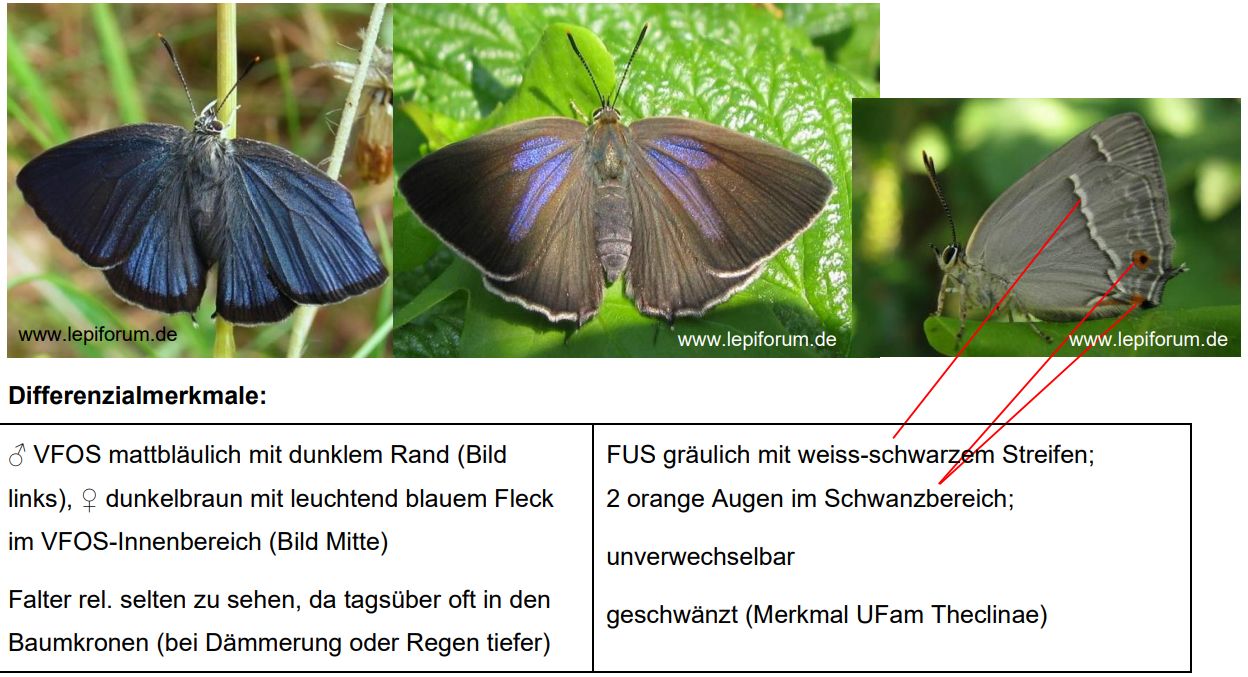 www.lepiforum.de
www.lepiforum.de
www.lepiforum.de
Differenzialmerkmale:
♂ VFOS mattbläulich mit dunklem Rand (Bild
links), ♀ dunkelbraun mit leuchtend blauem Fleck
im VFOS-Innenbereich (Bild Mitte)
Falter rel. selten zu sehen, da tagsüber oft in den
Baumkronen (bei Dämmerung oder Regen tiefer)
FUS gräulich mit weiss-schwarzem Streifen;
2 orange Augen im Schwanzbereich;
unverwechselbar
geschwänzt (Merkmal UFam Theclinae)